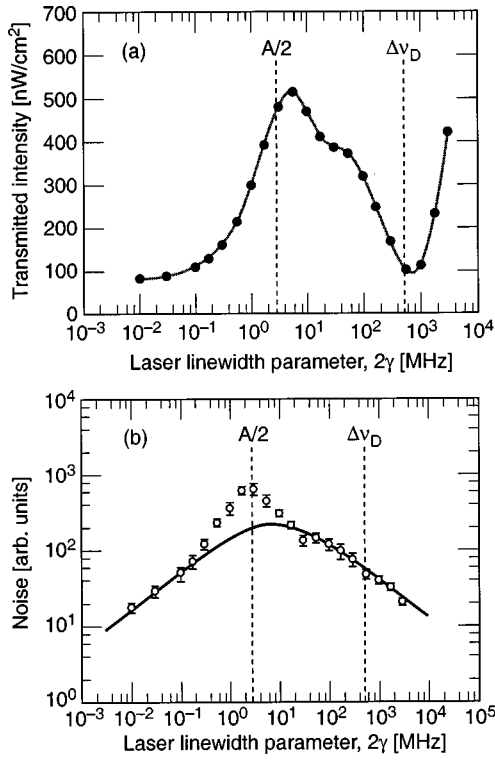 (a)
A/2
Δν_D
700
600
500
400
300
200
100
0
Transmitted intensity [nW/cm²]
10⁻³ 10⁻² 10⁻¹ 10⁰ 10¹ 10² 10³ 10⁴
Laser linewidth parameter, 2γ [MHz]
(b)
A/2
Δν_D
10⁴
10³
10²
10¹
10⁰
Noise [arb. units]
10⁻³ 10⁻² 10⁻¹ 10⁰ 10¹ 10² 10³ 10⁴ 10⁵
Laser linewidth parameter, 2γ [MHz]